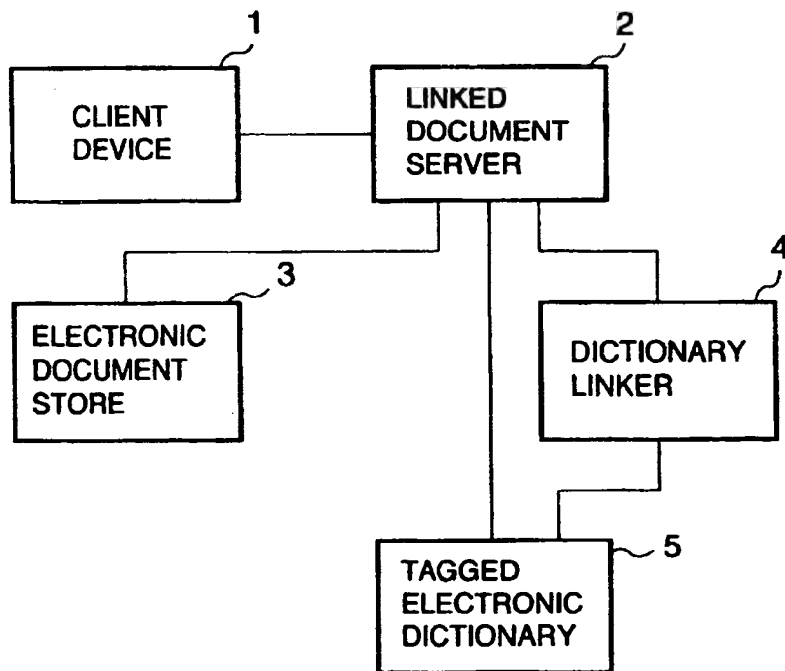 1
CLIENT
DEVICE
2
LINKED
DOCUMENT
SERVER
3
ELECTRONIC
DOCUMENT
STORE
4
DICTIONARY
LINKER
5
TAGGED
ELECTRONIC
DICTIONARY